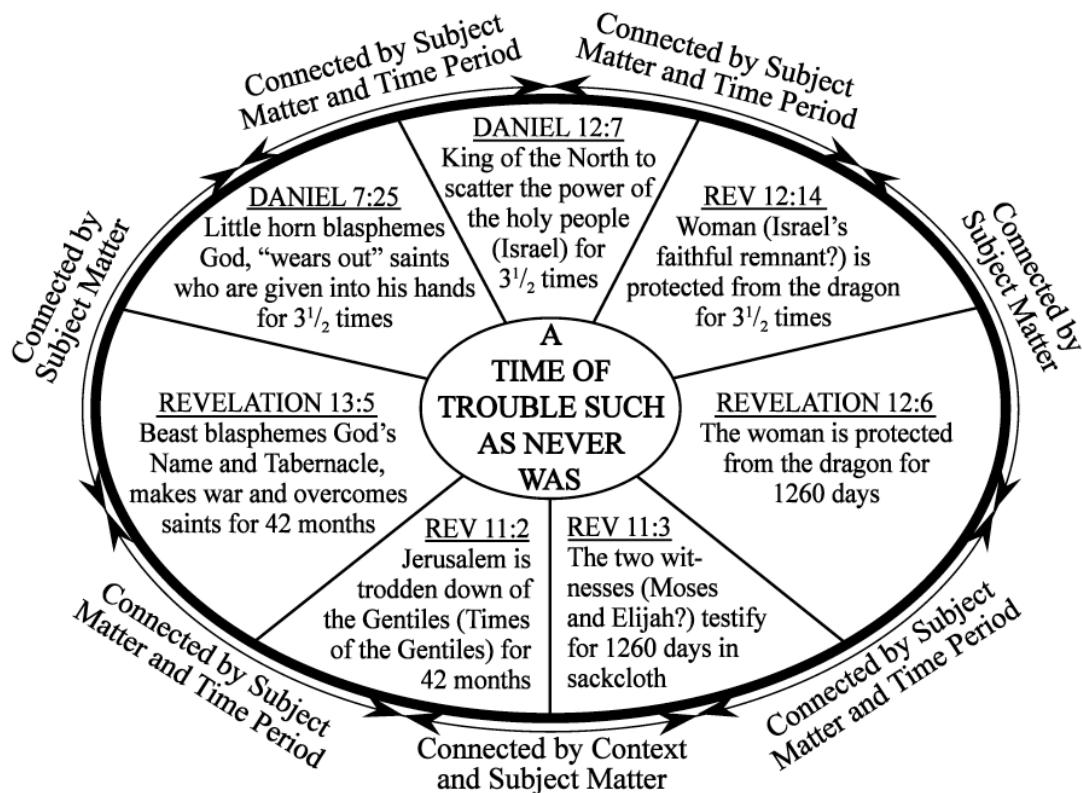 Connected by Subject
Matter and Time Period
Connected by Subject
Matter and Time Period
DANIEL 12:7
King of the North to
scatter the power of
the holy people
(Israel) for
3 1/2 times
DANIEL 7:25
Little horn blasphemes
God, “wears out” saints
who are given into his hands
for 3 1/2 times
REV 12:14
Woman (Israel’s
faithful remnant?) is
protected from the dragon
for 3 1/2 times
Connected by
Subject Matter
Connected by
Subject Matter
A
TIME OF
TROUBLE SUCH
AS NEVER
WAS
REVELATION 13:5
Beast blasphemes God’s
Name and Tabernacle,
makes war and overcomes
saints for 42 months
REVELATION 12:6
The woman is protected
from the dragon for
1260 days
REV 11:2
Jerusalem is
trodden down of
the Gentiles (Times
of the Gentiles) for
42 months
REV 11:3
The two wit-
nesses (Moses
and Elijah?) testify
for 1260 days in
sackcloth
Connected by Subject
Matter and Time Period
Connected by Subject
Matter and Time Period
Connected by Context
and Subject Matter